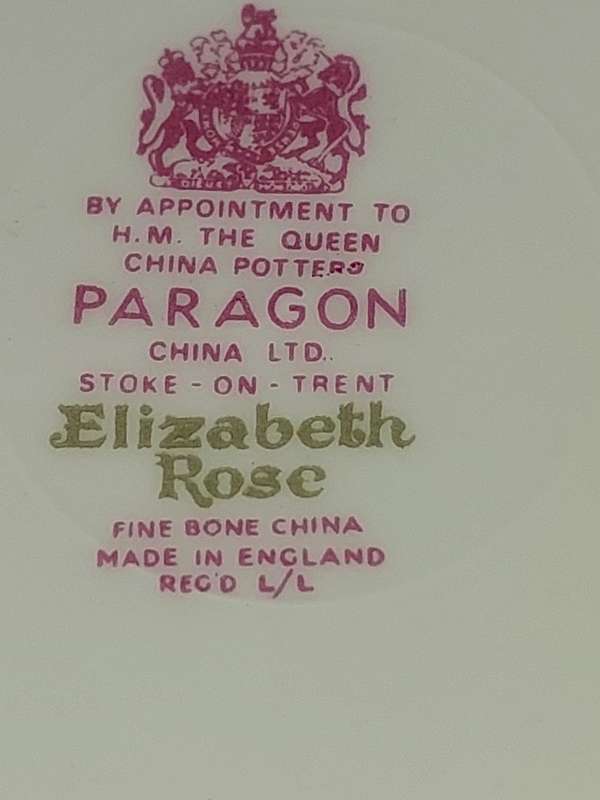 BY APPOINTMENT TO
H.M. THE QUEEN
CHINA POTTERS
PARAGON
CHINA LTD.
STOKE - ON - TRENT
Elizabeth
Rose
FINE BONE CHINA
MADE IN ENGLAND
REG'D L/L